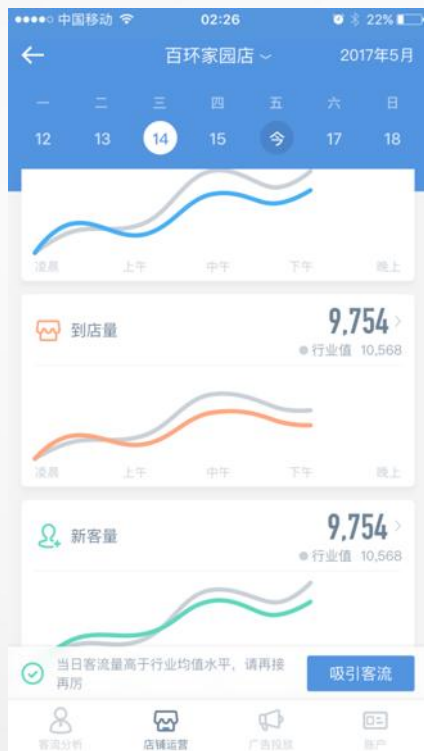 中国移动 02:26 22%
百环家园店 2017年5月
一 二 三 四 五 六 日
12 13 14 15 今 17 18
凌晨 上午 中午 下午 晚上
到店量 9,754
行业值 10,568
凌晨 上午 中午 下午 晚上
新客量 9,754
行业值 10,568
当日客流量高于行业均值水平，请再接
再厉
吸引客流
客流分析 店铺运营 广告投放 账户